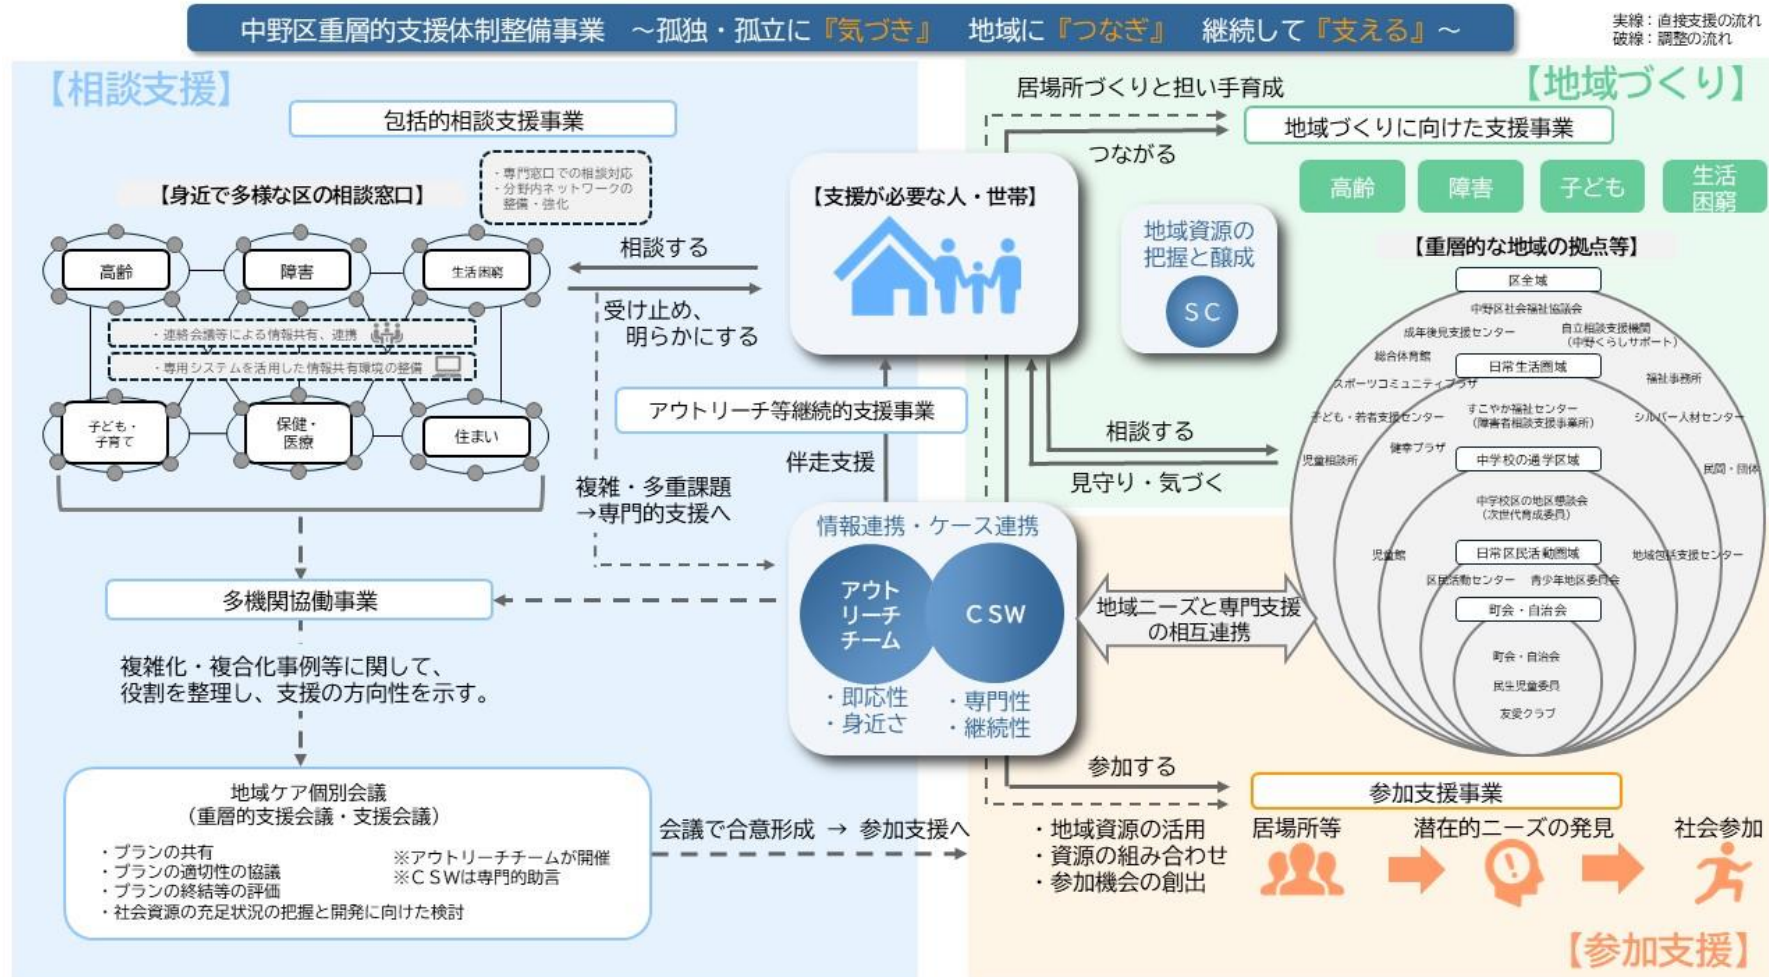 中野区重層的支援体制整備事業　～孤独・孤立に『気づき』　地域に『つなぎ』　継続して『支える』～
実線：直接支援の流れ
破線：調整の流れ
【相談支援】
包括的相談支援事業
・専門窓口での相談対応
・分野内ネットワークの
整備・強化
【身近で多様な区の相談窓口】
高齢
障害
生活困窮
・連絡会議等による情報共有、連携
・専用システムを活用した情報共有環境の整備
子ども・
子育て
保健・
医療
住まい
相談する
受け止め、
明らかにする
複雑・多重課題
→専門的支援へ
多機関協働事業
複雑化・複合化事例等に関して、
役割を整理し、支援の方向性を示す。
地域ケア個別会議
（重層的支援会議・支援会議）
・プランの共有
・プランの適切性の協議
・プランの終結等の評価
・社会資源の充足状況の把握と開発に向けた検討
※アウトリーチチームが開催
※ＣＳＷは専門的助言
会議で合意形成 → 参加支援へ
【支援が必要な人・世帯】
アウトリーチ等継続的支援事業
伴走支援
情報連携・ケース連携
アウト
リーチ
チーム
ＣＳＷ
・即応性
・身近さ
・専門性
・継続性
【地域づくり】
居場所づくりと担い手育成
つながる
地域づくりに向けた支援事業
高齢
障害
子ども
生活
困窮
地域資源の
把握と醸成
ＳＣ
相談する
見守り・気づく
地域ニーズと専門支援
の相互連携
【重層的な地域の拠点等】
区全域
中野区社会福祉協議会
成年後見支援センター
自立相談支援機関
（中野くらしサポート）
総合体育館
日常生活圏域
スポーツコミュニティプラザ
福祉事務所
子ども・若者支援センター
すこやか福祉センター
（障害者相談支援事業所）
シルバー人材センター
健幸プラザ
児童相談所
中学校の通学区域
民間・団体
中学校区の地区懇談会
（次世代育成委員）
児童館
日常区民活動圏域
地域包括支援センター
区民活動センター
青少年地区委員会
町会・自治会
町会・自治会
民生児童委員
友愛クラブ
参加する
参加支援事業
・地域資源の活用
・資源の組み合わせ
・参加機会の創出
居場所等
潜在的ニーズの発見
社会参加
【参加支援】